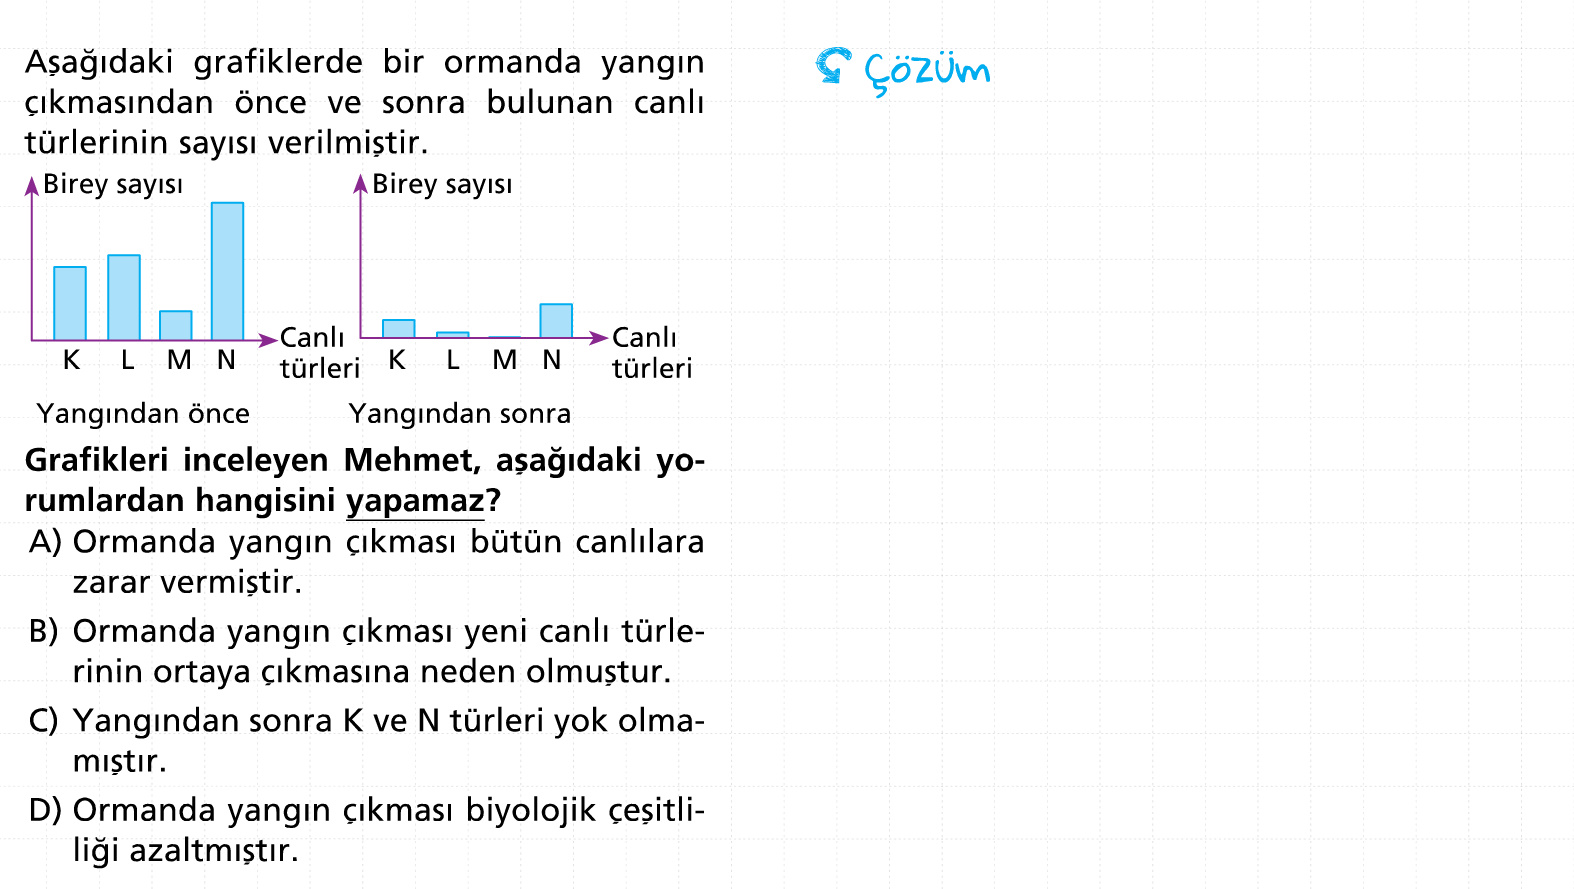 Aşağıdaki grafiklerde bir ormanda yangın
çıkmasından önce ve sonra bulunan canlı
türlerinin sayısı verilmiştir.
Birey sayısı
K L M N
Canlı
türleri
Yangından önce
Birey sayısı
K L M N
Canlı
türleri
Yangından sonra
Grafikleri inceleyen Mehmet, aşağıdaki yo-
rumlardan hangisini yapamaz?
A) Ormanda yangın çıkması bütün canlılara
zarar vermiştir.
B) Ormanda yangın çıkması yeni canlı türle-
rinin ortaya çıkmasına neden olmuştur.
C) Yangından sonra K ve N türleri yok olma-
mıştır.
D) Ormanda yangın çıkması biyolojik çeşitli-
liği azaltmıştır.
Çözüm